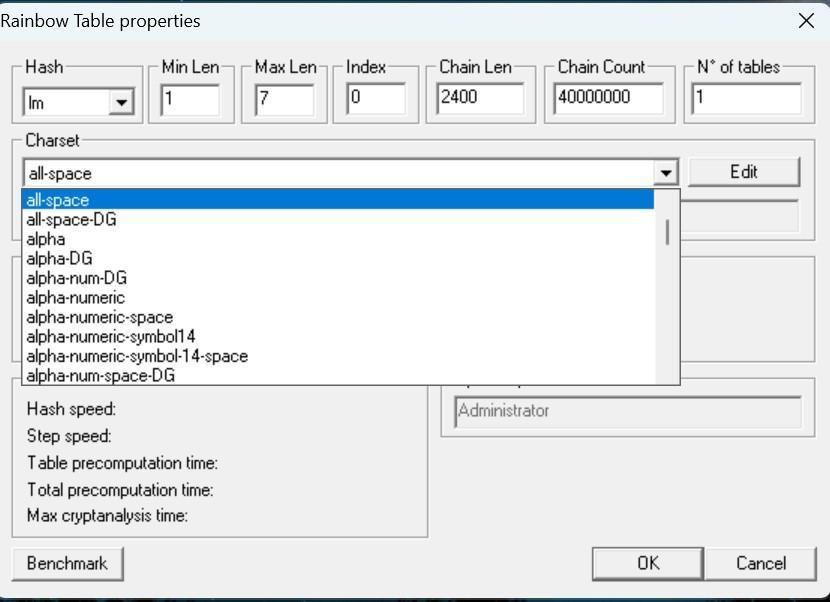 Rainbow Table properties
Hash Min Len Max Len Index Chain Len Chain Count N° of tables
lm 1 7 0 2400 40000000 1
Charset
all-space Edit
all-space
all-space-DG
alpha
alpha-DG
alpha-num-DG
alpha-numeric
alpha-numeric-space
alpha-numeric-symbol14
alpha-numeric-symbol-14-space
alpha-num-space-DG
Hash speed:
Administrator
Step speed:
Table precomputation time:
Total precomputation time:
Max cryptanalysis time:
Benchmark OK Cancel